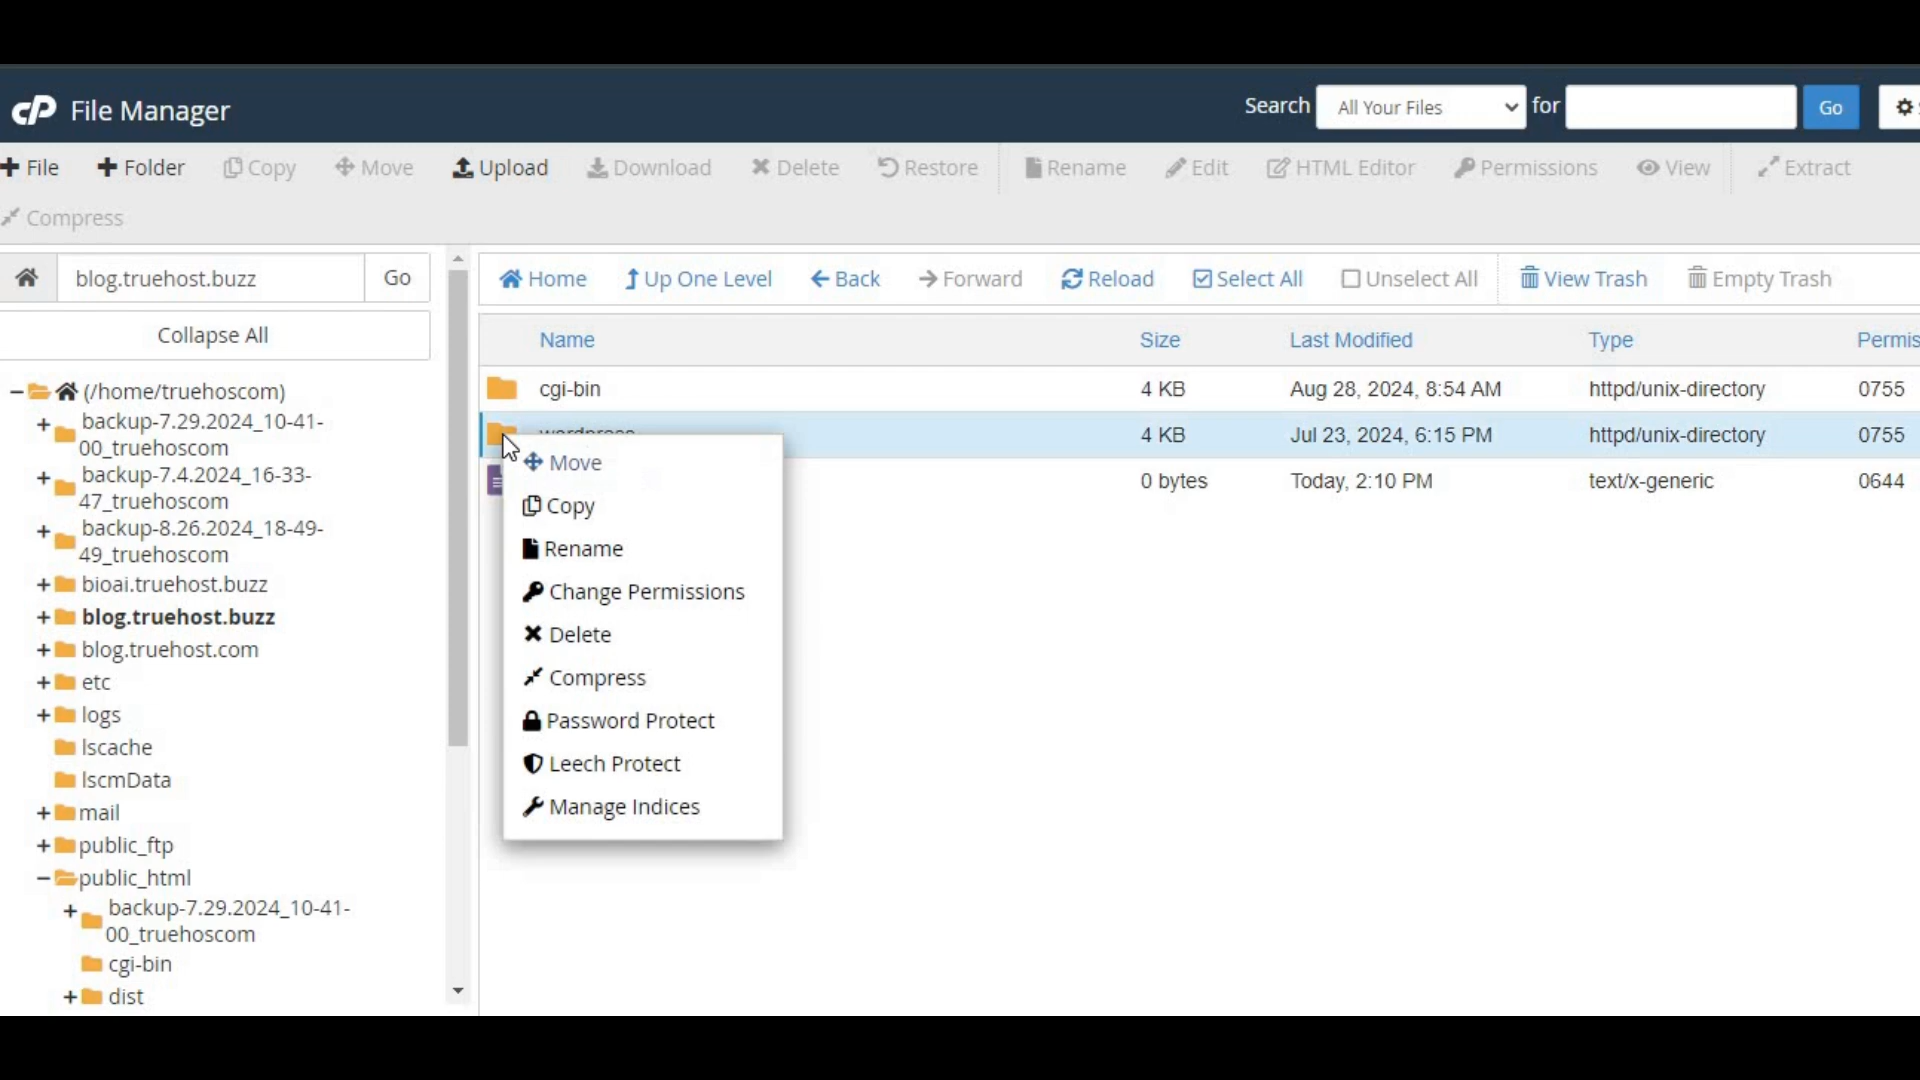 cP File Manager
Search All Your Files for Go
File Folder Copy Move Upload Download Delete Restore Rename Edit HTML Editor Permissions View Extract
Compress
blog.truehost.buzz Go
Home Up One Level Back Forward Reload Select All Unselect All View Trash Empty Trash
Collapse All
Name Size Last Modified Type
cgi-bin 4 KB Aug 28, 2024, 8:54 AM httpd/unix-directory 0755
wordpress 4 KB Jul 23, 2024, 6:15 PM httpd/unix-directory 0755
0 bytes Today, 2:10 PM text/x-generic 0644
Move
Copy
Rename
Change Permissions
Delete
Compress
Password Protect
Leech Protect
Manage Indices
(/home/truehoscom)
backup-7.29.2024_10-41-
00_truehoscom
backup-7.4.2024_16-33-
47_truehoscom
backup-8.26.2024_18-49-
49_truehoscom
bioai.truehost.buzz
blog.truehost.buzz
blog.truehost.com
etc
logs
lscache
lscmData
mail
public_ftp
public_html
backup-7.29.2024_10-41-
00_truehoscom
cgi-bin
dist